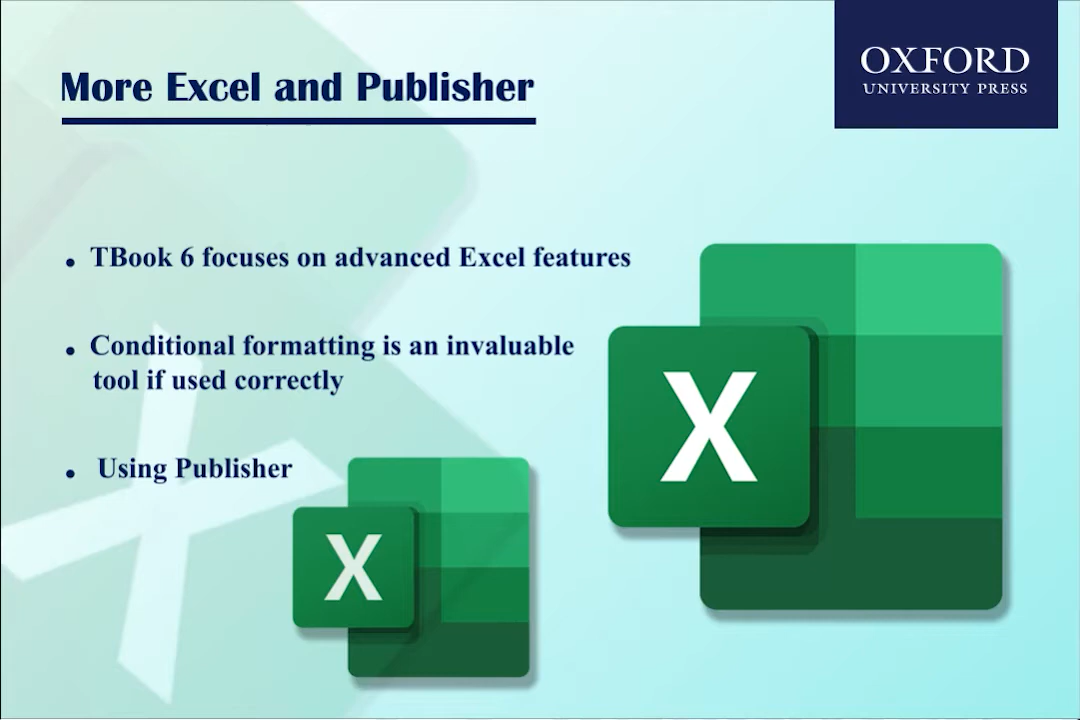 More Excel and Publisher
OXFORD
UNIVERSITY PRESS
. TBook 6 focuses on advanced Excel features
. Conditional formatting is an invaluable
tool if used correctly
. Using Publisher
X
X